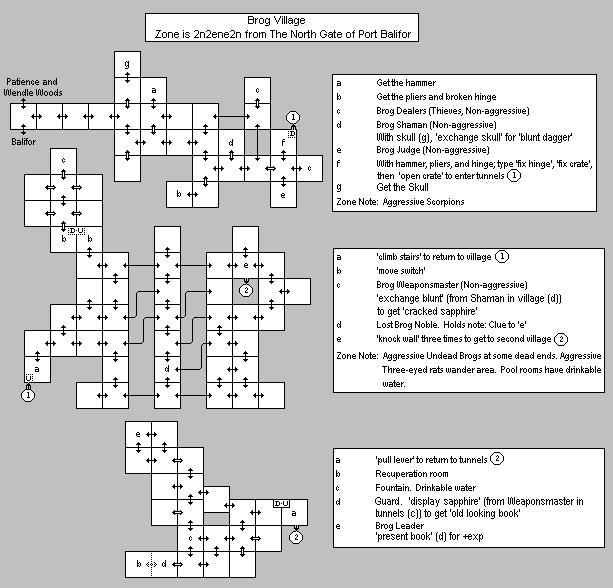 Brog Village
Zone is 2n2ene2n from The North Gate of Port Balifor
Patience and
Wendle Woods
Balifor
g
a
c
1
D
d
f
c
b
e
a Get the hammer
b Get the pliers and broken hinge
c Brog Dealers (Thieves, Non-aggressive)
d Brog Shaman (Non-aggressive)
With skull (g), 'exchange skull' for 'blunt dagger'
e Brog Judge (Non-aggressive)
f With hammer, pliers, and hinge; type 'fix hinge', 'fix crate',
then 'open crate' to enter tunnels 1
g Get the Skull
Zone Note: Aggressive Scorpions
c
D-U
b b
e
2
d
a
U
1
a 'climb stairs' to return to village 1
b 'move switch'
c Brog Weaponsmaster (Non-aggressive)
'exchange blunt' (from Shaman in village (d))
to get 'cracked sapphire'
d Lost Brog Noble. Holds note: Clue to 'e'
e 'knock wall' three times to get to second village 2
Zone Note: Aggressive Undead Brogs at some dead ends. Aggressive
Three-eyed rats wander area. Pool rooms have drinkable
water.
e
D-U
a
2
c
b d
a 'pull lever' to return to tunnels 2
b Recuperation room
c Fountain. Drinkable water
d Guard. 'display sapphire' (from Weaponsmaster in
tunnels (c)) to get 'old looking book'
e Brog Leader
'present book' (d) for +exp